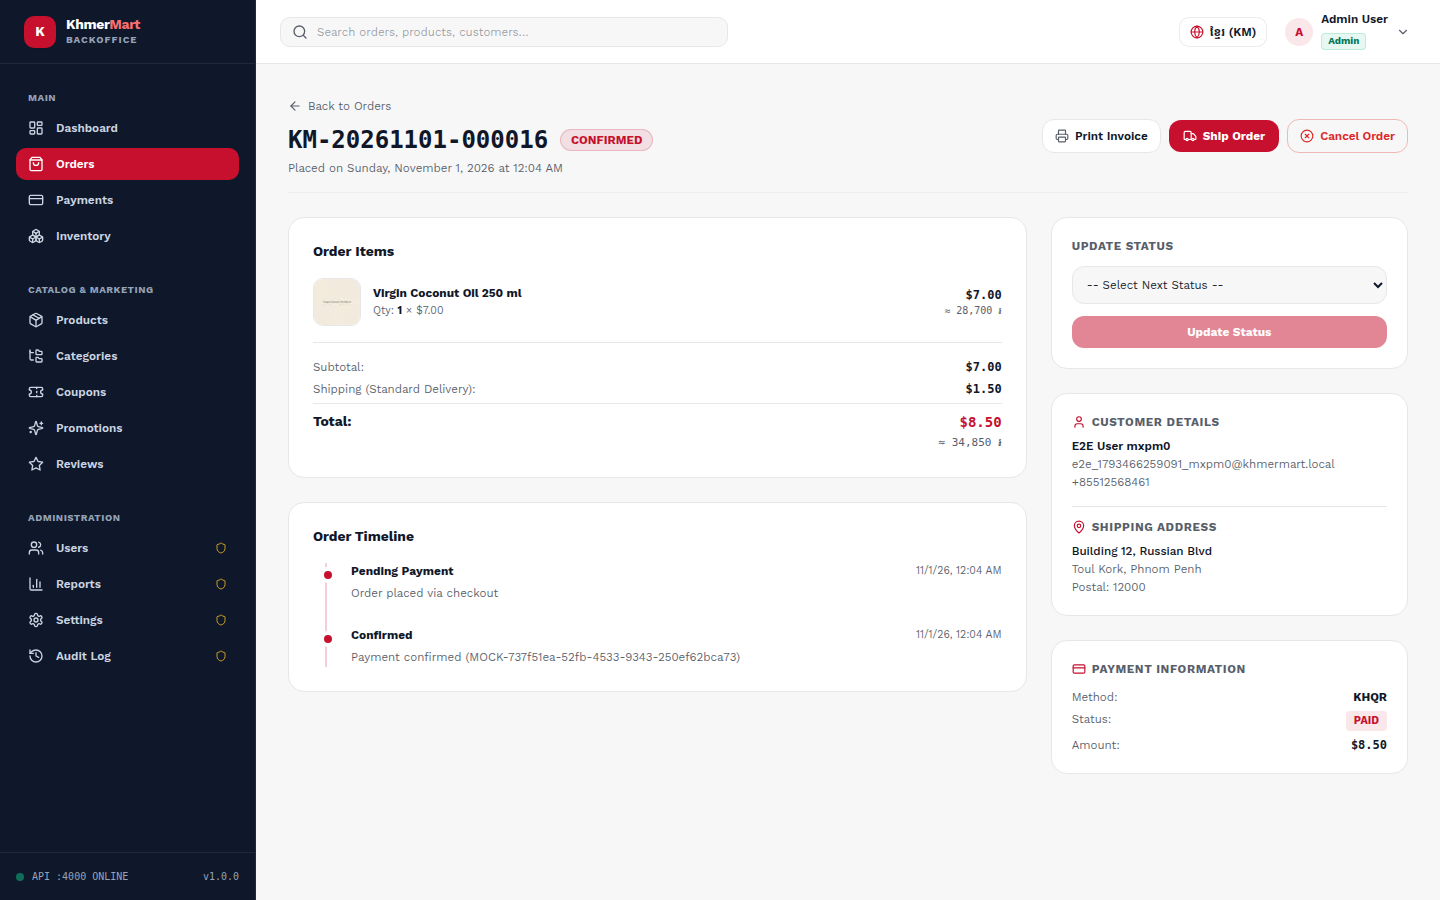 K
KhmerMart
BACKOFFICE
MAIN
Dashboard
Orders
Payments
Inventory
CATALOG & MARKETING
Products
Categories
Coupons
Promotions
Reviews
ADMINISTRATION
Users
Reports
Settings
Audit Log
API :4000 ONLINE
v1.0.0
Search orders, products, customers...
ខ្មែរ (KM)
A
Admin User
Admin
Back to Orders
KM-20261101-000016
CONFIRMED
Placed on Sunday, November 1, 2026 at 12:04 AM
Print Invoice
Ship Order
Cancel Order
Order Items
Virgin Coconut Oil 250 ml
Qty: 1 × $7.00
$7.00
≈ 28,700 ៛
Subtotal:
$7.00
Shipping (Standard Delivery):
$1.50
Total:
$8.50
≈ 34,850 ៛
Order Timeline
Pending Payment
11/1/26, 12:04 AM
Order placed via checkout
Confirmed
11/1/26, 12:04 AM
Payment confirmed (MOCK-737f51ea-52fb-4533-9343-250ef62bca73)
UPDATE STATUS
-- Select Next Status --
Update Status
CUSTOMER DETAILS
E2E User mxpm0
e2e_1793466259091_mxpm0@khmermart.local
+85512568461
SHIPPING ADDRESS
Building 12, Russian Blvd
Toul Kork, Phnom Penh
Postal: 12000
PAYMENT INFORMATION
Method:
KHQR
Status:
PAID
Amount:
$8.50